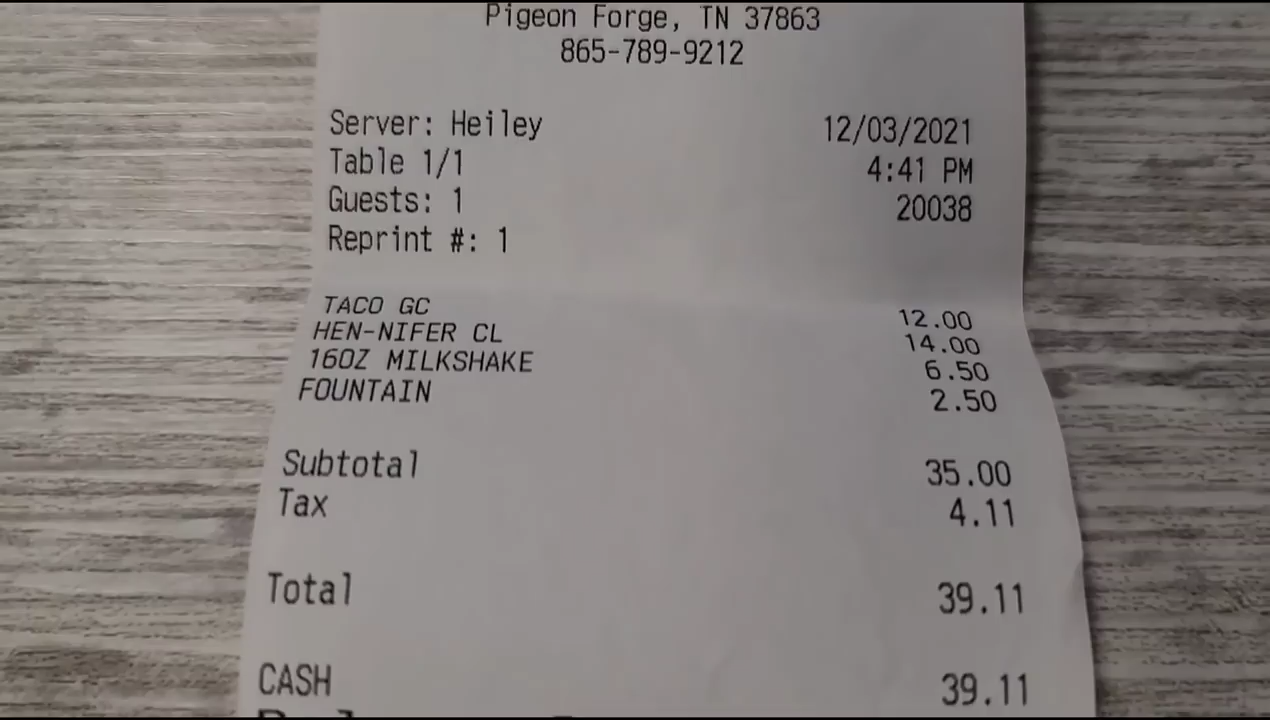 Pigeon Forge, TN 37863
865-789-9212
Server: Heiley 12/03/2021
Table 1/1 4:41 PM
Guests: 1 20038
Reprint #: 1
TACO GC 12.00
HEN-NIFER CL 14.00
16OZ MILKSHAKE 6.50
FOUNTAIN 2.50
Subtotal 35.00
Tax 4.11
Total 39.11
CASH 39.11